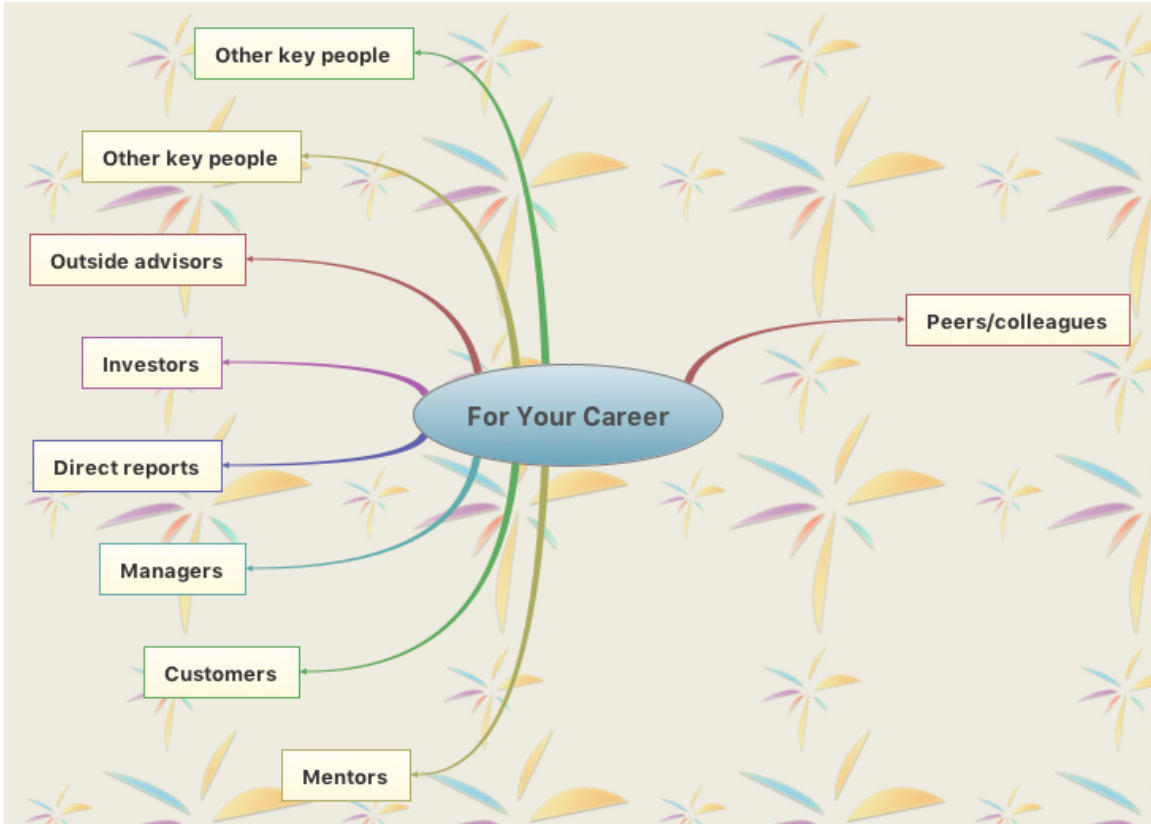 Other key people
Other key people
Outside advisors
Peers/colleagues
Investors
For Your Career
Direct reports
Managers
Customers
Mentors